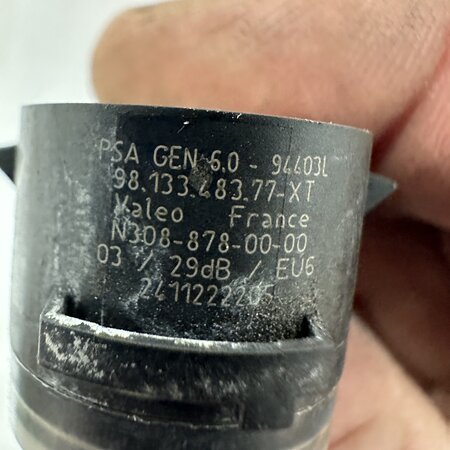 PSA GEN 6.0 - 94403L
98.133.483.77-XT
Valeo France
N308-878-00-00
03 / 29dB / EU6
2411222205